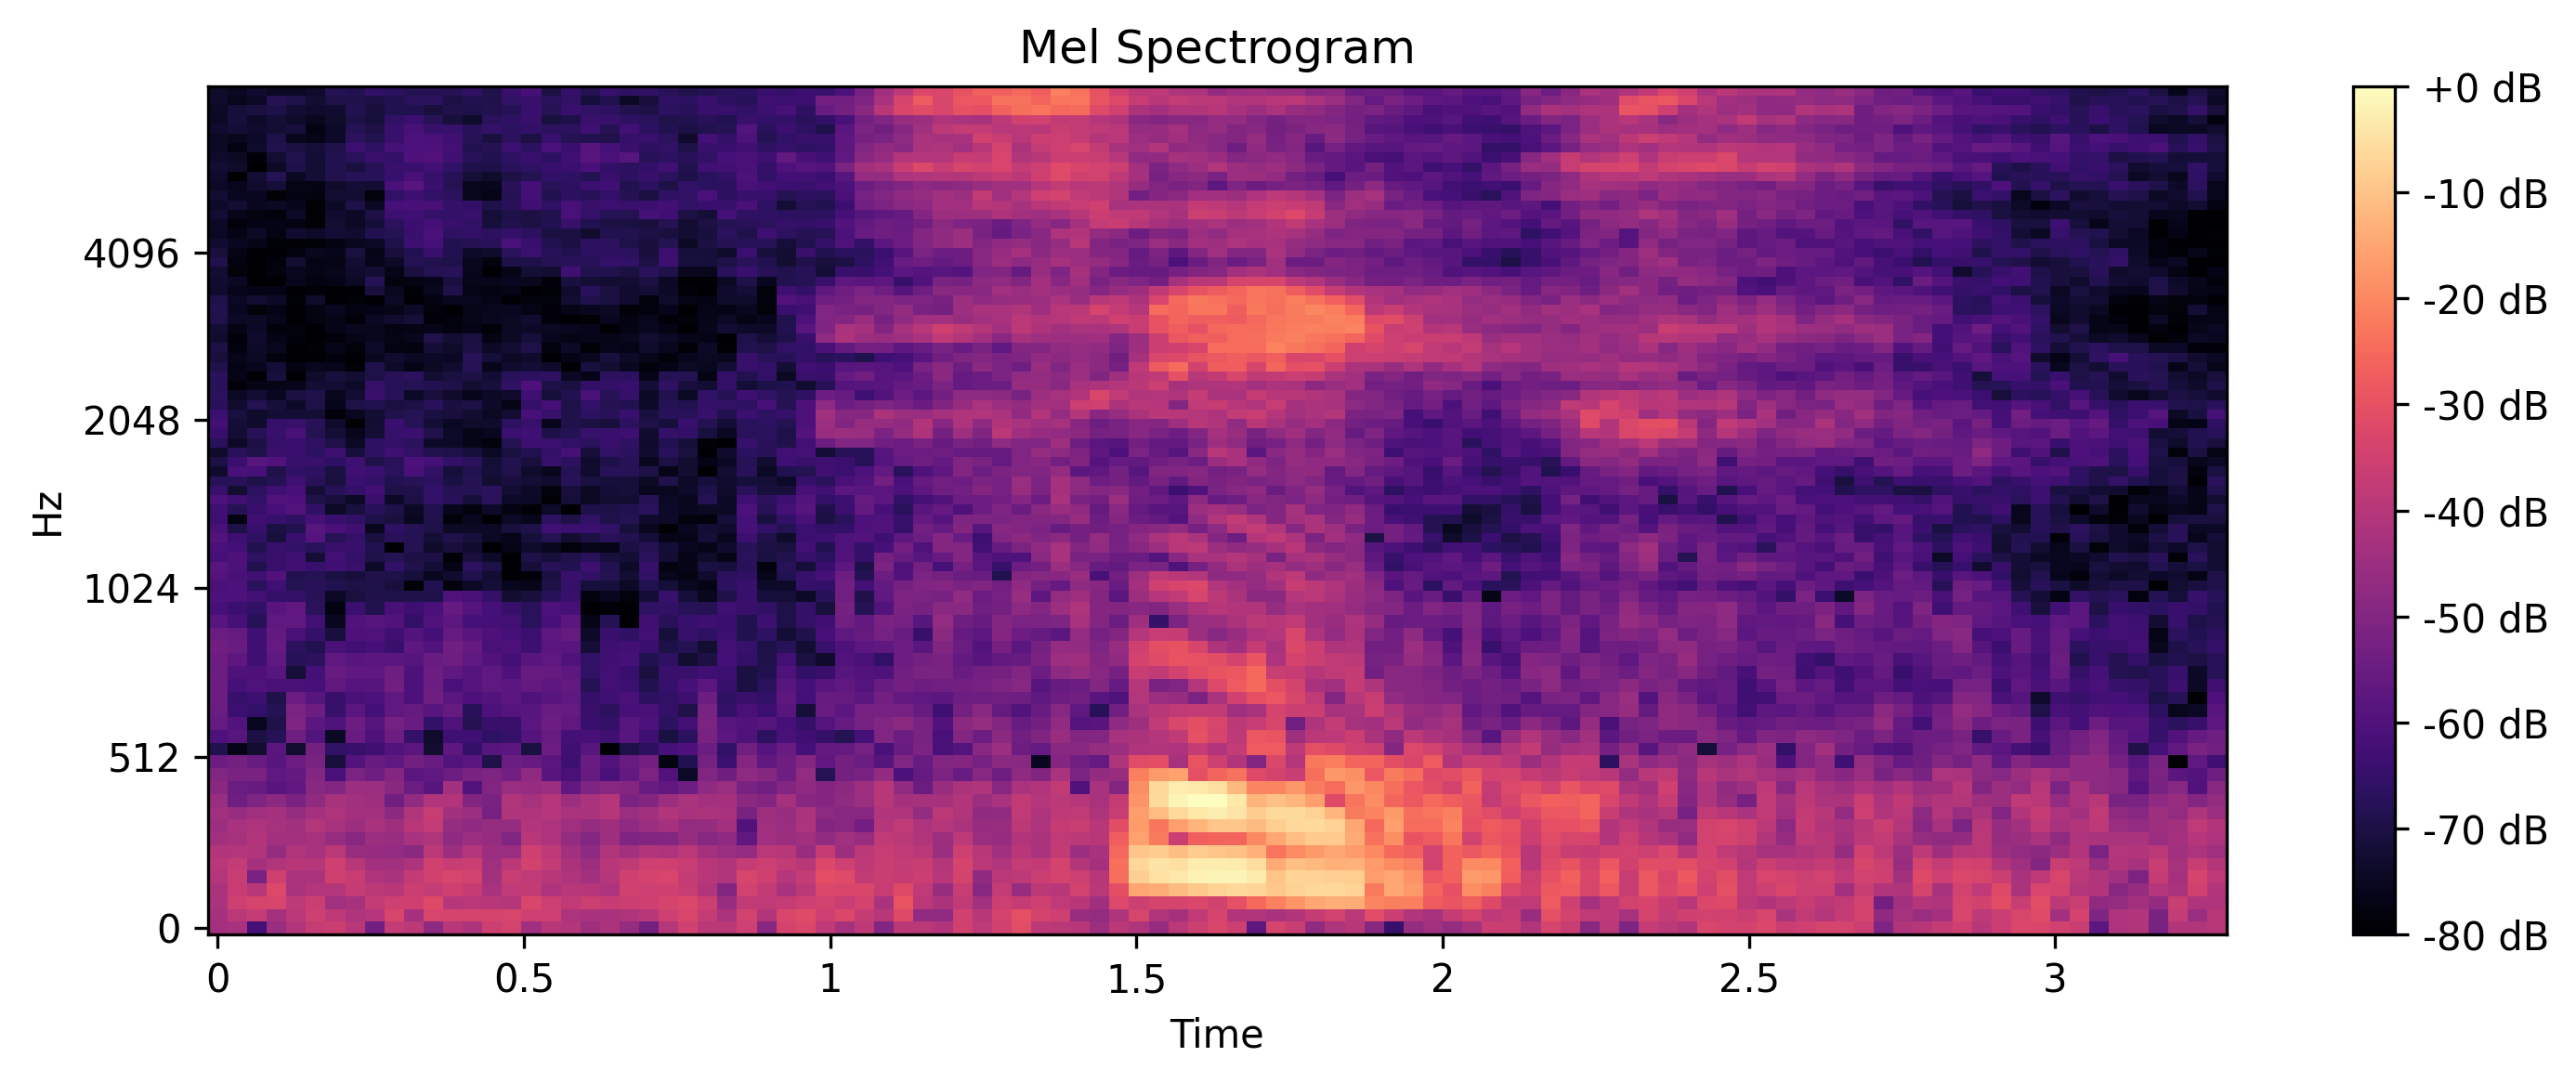 Mel Spectrogram
+0 dB
-10 dB
-20 dB
-30 dB
-40 dB
-50 dB
-60 dB
-70 dB
-80 dB
Hz
4096
2048
1024
512
0
0 0.5 1 1.5 2 2.5 3
Time